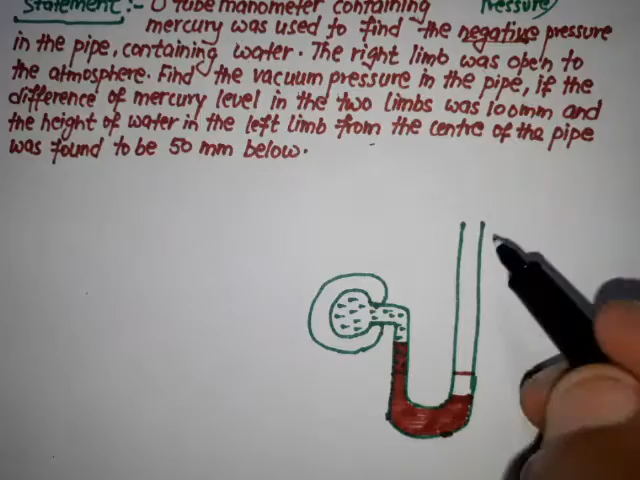 Statement:- U tube manometer containing Pressure)
mercury was used to find the negative pressure
in the pipe, containing water. The right limb was open to
the atmosphere. Find the vacuum pressure in the pipe, if the
difference of mercury level in the two limbs was 100mm and
the height of water in the left limb from the centre of the pipe
was found to be 50 mm below.